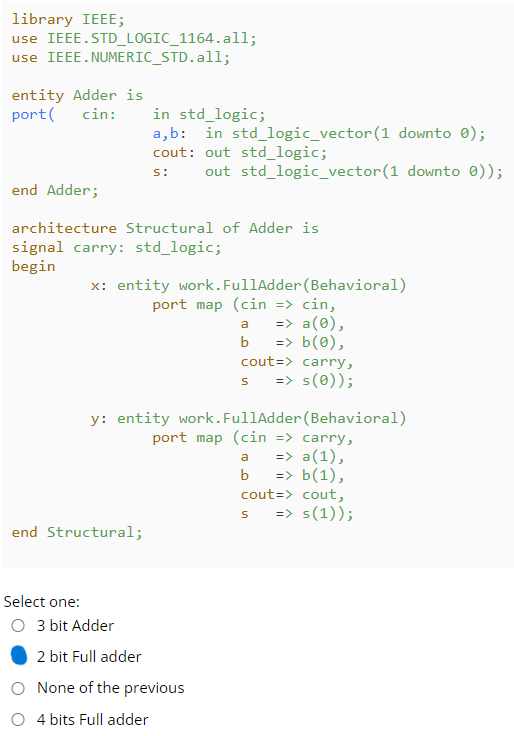 library IEEE;
use IEEE.STD_LOGIC_1164.all;
use IEEE.NUMERIC_STD.all;
entity Adder is
port( cin: in std_logic;
a,b: in std_logic_vector(1 downto 0);
cout: out std_logic;
s: out std_logic_vector(1 downto 0));
end Adder;
architecture Structural of Adder is
signal carry: std_logic;
begin
x: entity work.FullAdder(Behavioral)
port map (cin => cin,
a => a(0),
b => b(0),
cout=> carry,
s => s(0));
y: entity work.FullAdder(Behavioral)
port map (cin => carry,
a => a(1),
b => b(1),
cout=> cout,
s => s(1));
end Structural;
Select one:
3 bit Adder
2 bit Full adder
None of the previous
4 bits Full adder